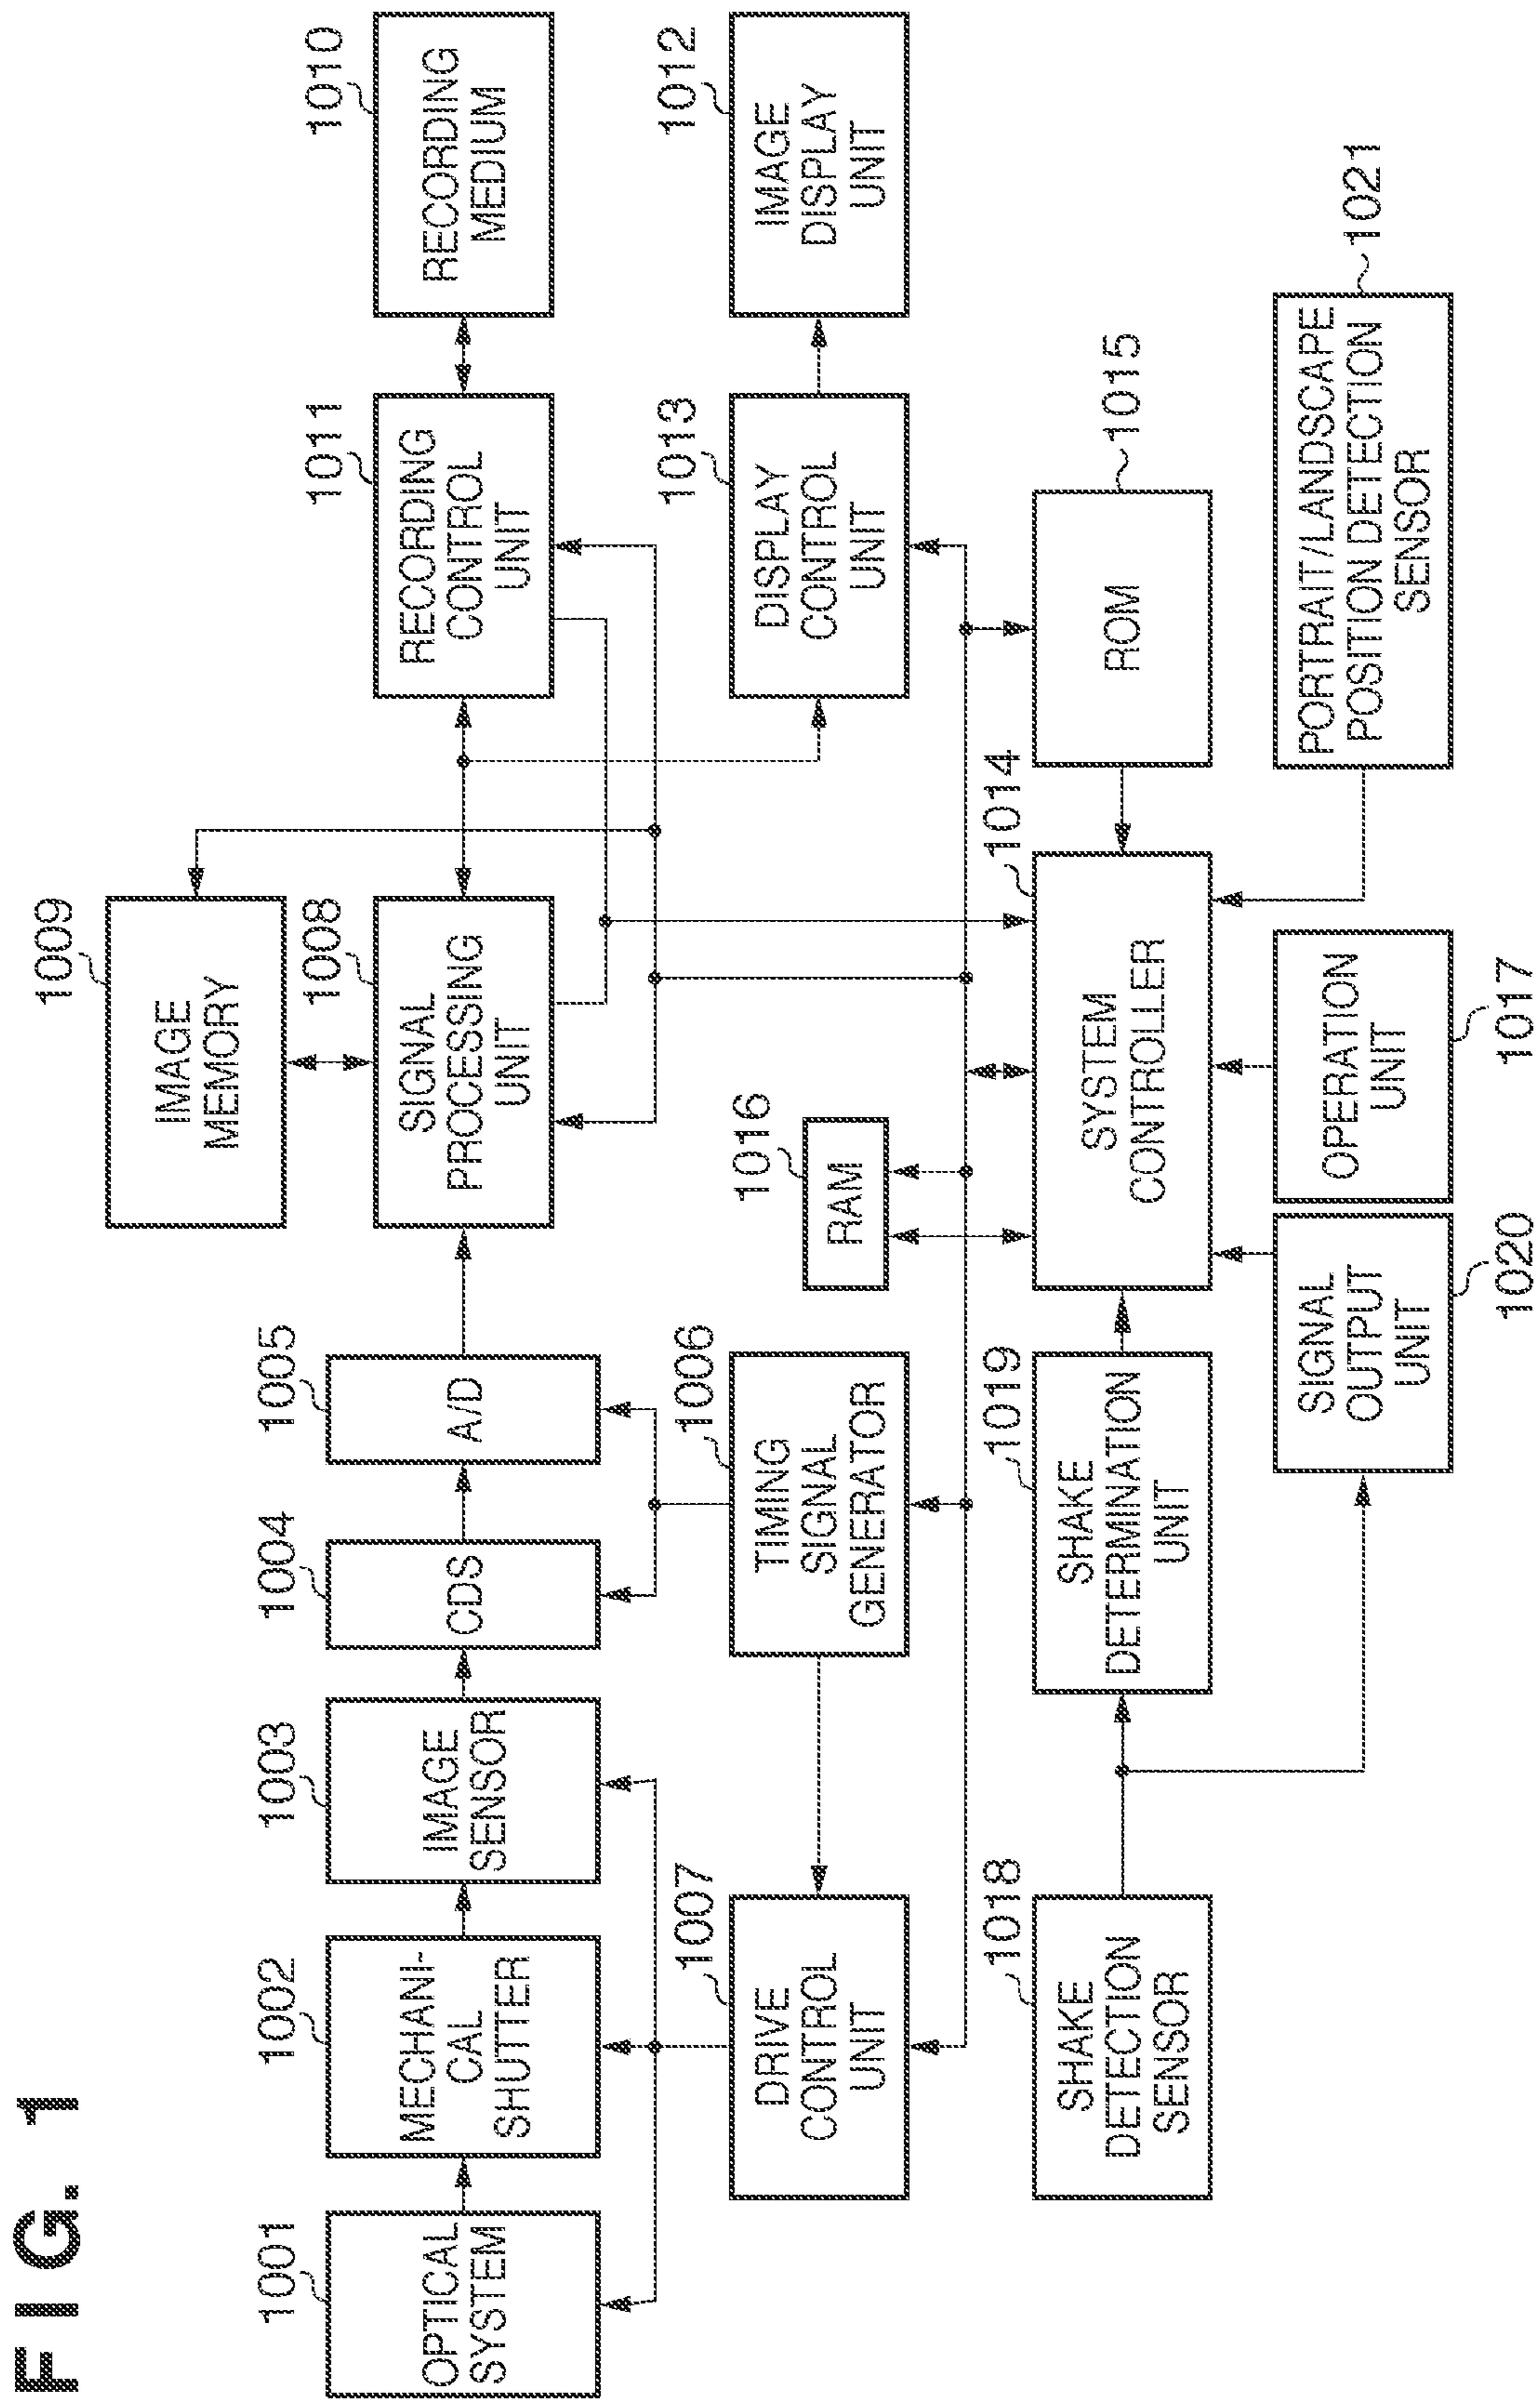 FIG. 1
1001
OPTICAL
SYSTEM
1002
MECHANI-
CAL
SHUTTER
1003
IMAGE
SENSOR
1004
CDS
1005
A/D
1009
IMAGE
MEMORY
1008
SIGNAL
PROCESSING
UNIT
1011
RECORDING
CONTROL
UNIT
1010
RECORDING
MEDIUM
1007
DRIVE
CONTROL
UNIT
1006
TIMING
SIGNAL
GENERATOR
1016
RAM
1013
DISPLAY
CONTROL
UNIT
1012
IMAGE
DISPLAY
UNIT
1018
SHAKE
DETECTION
SENSOR
1019
SHAKE
DETERMINATION
UNIT
1014
SYSTEM
CONTROLLER
1015
ROM
SIGNAL
OUTPUT
UNIT
1020
OPERATION
UNIT
1017
PORTRAIT/LANDSCAPE
POSITION DETECTION
SENSOR
1021